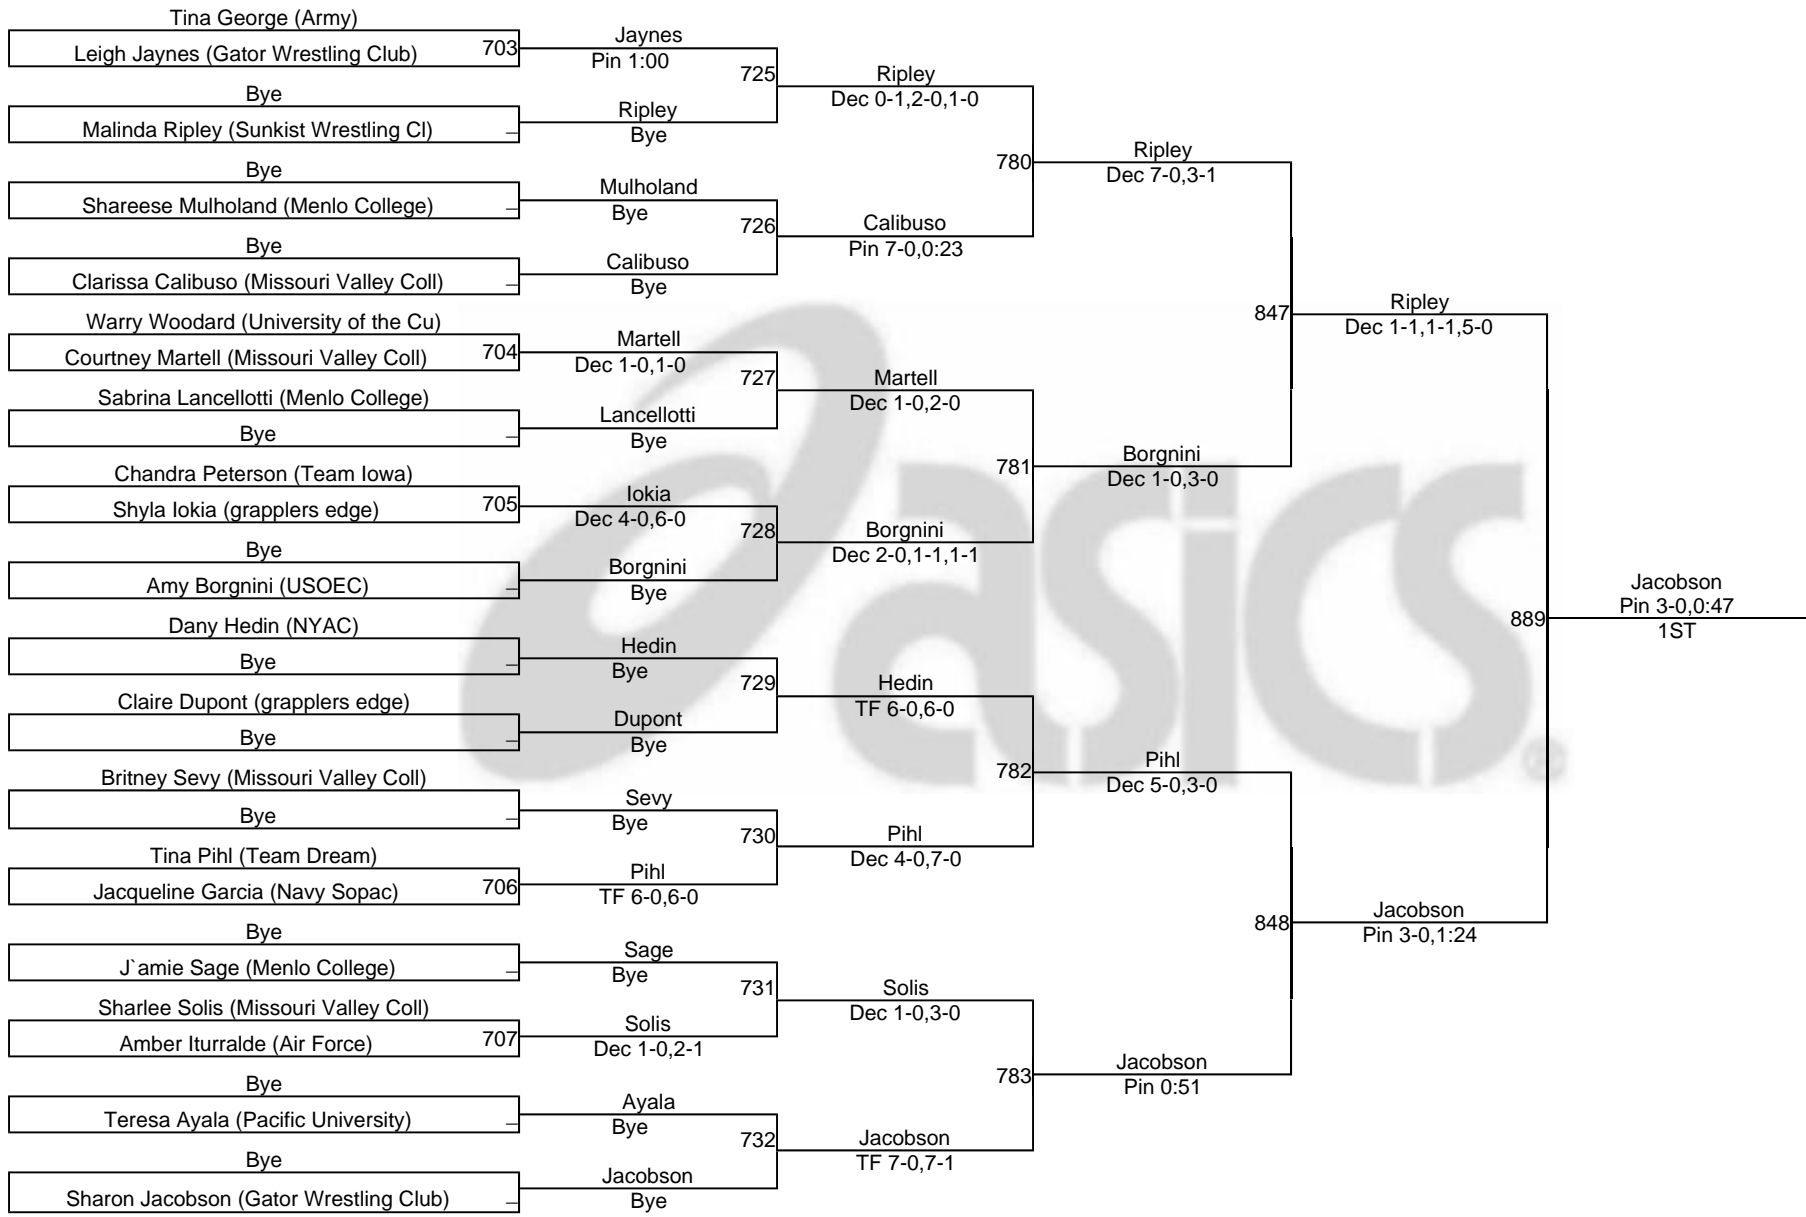 Tina George (Army)
Leigh Jaynes (Gator Wrestling Club) 703
Bye
Malinda Ripley (Sunkist Wrestling Cl) _
Bye
Shareese Mulholand (Menlo College) _
Bye
Clarissa Calibuso (Missouri Valley Coll) _
Warry Woodard (University of the Cu)
Courtney Martell (Missouri Valley Coll) 704
Sabrina Lancellotti (Menlo College)
Bye _
Chandra Peterson (Team Iowa)
Shyla Iokia (grapplers edge) 705
Bye
Amy Borgnini (USOEC) _
Dany Hedin (NYAC)
Bye _
Claire Dupont (grapplers edge)
Bye _
Britney Sevy (Missouri Valley Coll)
Bye _
Tina Pihl (Team Dream)
Jacqueline Garcia (Navy Sopac) 706
Bye
J`amie Sage (Menlo College) _
Sharlee Solis (Missouri Valley Coll)
Amber Iturralde (Air Force) 707
Bye
Teresa Ayala (Pacific University) _
Bye
Sharon Jacobson (Gator Wrestling Club) _
Jaynes
Pin 1:00
725
Ripley
Bye
Mulholand
Bye
726
Calibuso
Bye
Martell
Dec 1-0,1-0
727
Lancellotti
Bye
Iokia
Dec 4-0,6-0
728
Borgnini
Bye
Hedin
Bye
729
Dupont
Bye
Sevy
Bye
730
Pihl
TF 6-0,6-0
Sage
Bye
731
Solis
Dec 1-0,2-1
Ayala
Bye
732
Jacobson
Bye
Ripley
Dec 0-1,2-0,1-0
780
Calibuso
Pin 7-0,0:23
Martell
Dec 1-0,2-0
781
Borgnini
Dec 2-0,1-1,1-1
Hedin
TF 6-0,6-0
782
Pihl
Dec 4-0,7-0
Solis
Dec 1-0,3-0
783
Jacobson
TF 7-0,7-1
Ripley
Dec 7-0,3-1
847
Borgnini
Dec 1-0,3-0
Pihl
Dec 5-0,3-0
848
Jacobson
Pin 0:51
Ripley
Dec 1-1,1-1,5-0
889
Jacobson
Pin 3-0,1:24
Jacobson
Pin 3-0,0:47
1ST
asics®